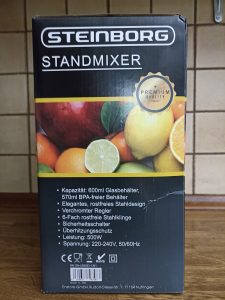 STEINBORG
STANDMIXER
PREMIUM
QUALITY
• Kapazität: 600ml Glasbehälter,
570ml BPA-freier Behälter
• Elegantes, rostfreies Stahldesign
• Verchromter Regler
• 6-Fach rostfreie Stahlklinge
• Sicherheitsschalter
• Überhitzungsschutz
• Leistung: 500W
• Spannung: 220-240V, 50/60Hz
CE